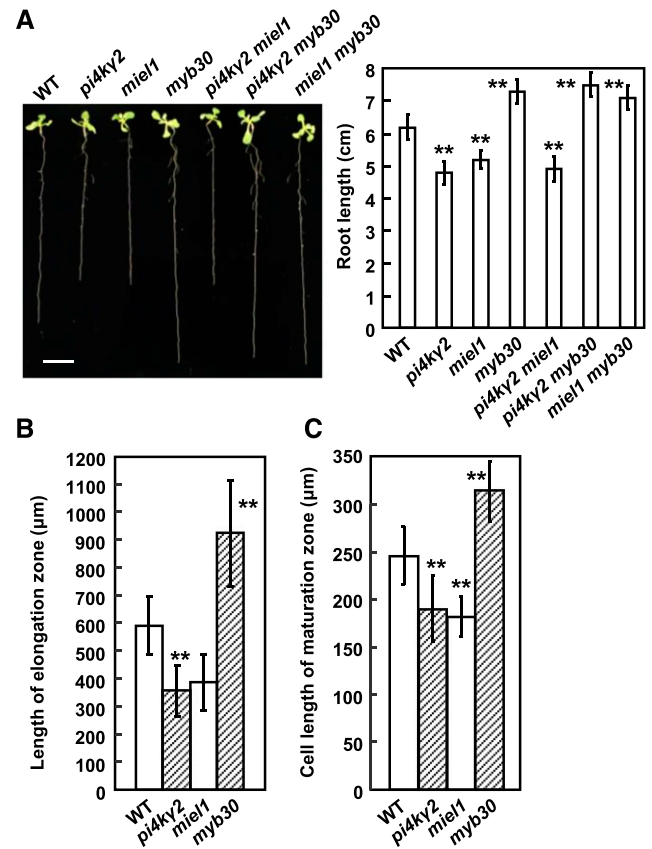 A
WT
pi4kγ2
miel1
myb30
pi4kγ2 miel1
pi4kγ2 myb30
miel1 myb30
Root length (cm)
8
7
6
5
4
3
2
1
0
**
**
**
**
**
**
WT
pi4kγ2
miel1
myb30
pi4kγ2 miel1
pi4kγ2 myb30
miel1 myb30
B
Length of elongation zone (µm)
1200
1100
1000
900
800
700
600
500
400
300
200
100
0
**
**
WT
pi4kγ2
miel1
myb30
C
Cell length of maturation zone (µm)
350
300
250
200
150
100
50
0
**
**
**
WT
pi4kγ2
miel1
myb30